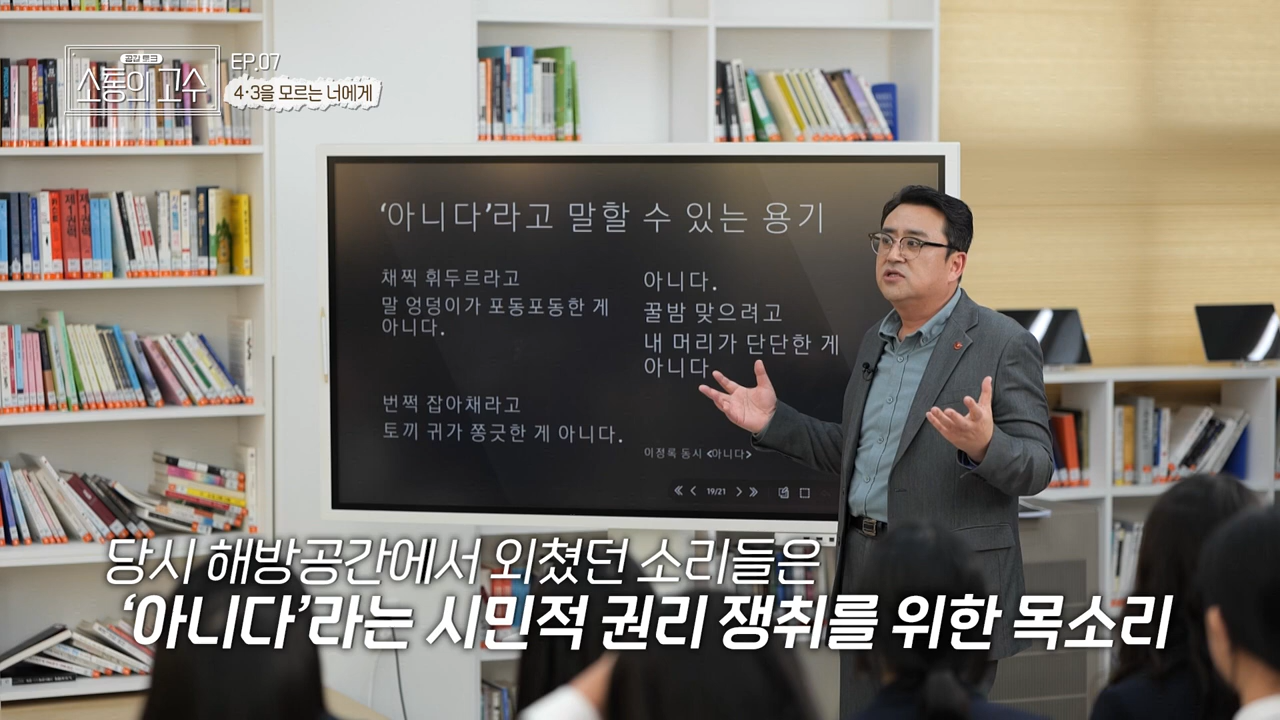 공감 토크
소통의 고수
EP.07
4·3을 모르는 너에게
‘아니다’라고 말할 수 있는 용기
채찍 휘두르라고
말 엉덩이가 포동포동한 게
아니다.
번쩍 잡아채라고
토끼 귀가 쫑긋한 게 아니다.
아니다.
꿀밤 맞으려고
내 머리가 단단한 게
아니다.
이정록 동시 <아니다>
19/21
당시 해방공간에서 외쳤던 소리들은
‘아니다’라는 시민적 권리 쟁취를 위한 목소리